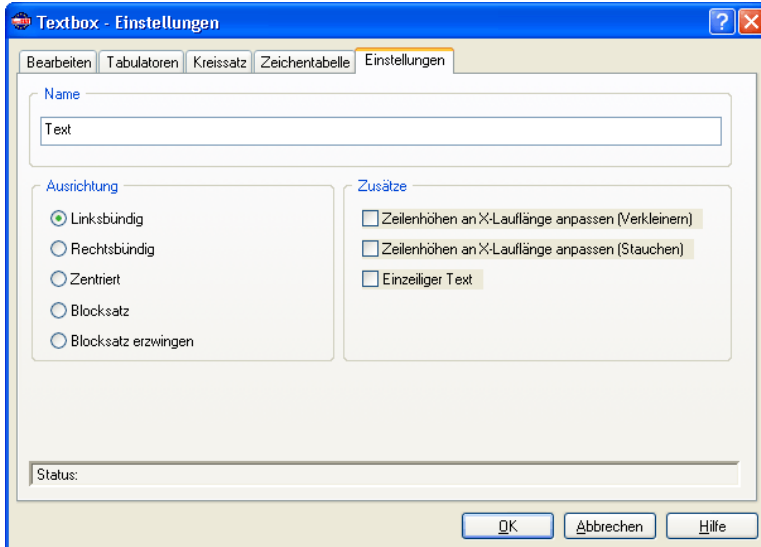 Textbox - Einstellungen
Bearbeiten Tabulatoren Kreissatz Zeichentabelle Einstellungen
Name
Text
Ausrichtung
Linksbündig
Rechtsbündig
Zentriert
Blocksatz
Blocksatz erzwingen
Zusätze
Zeilenhöhen an X-Lauflänge anpassen (Verkleinern)
Zeilenhöhen an X-Lauflänge anpassen (Stauchen)
Einzeiliger Text
Status:
OK Abbrechen Hilfe